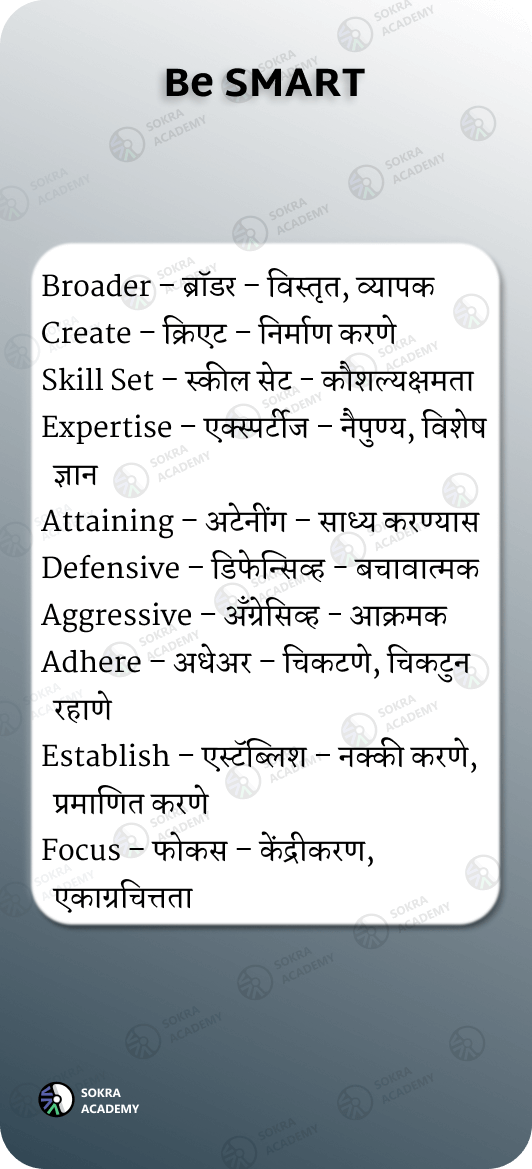 Be SMART
Broader – ब्रॉडर – विस्तृत, व्यापक
Create – क्रिएट – निर्माण करणे
Skill Set – स्कील सेट – कौशल्यक्षमता
Expertise – एक्स्पर्टीज – नैपुण्य, विशेष
ज्ञान
Attaining – अटेनींग – साध्य करण्यास
Defensive – डिफेन्सिव्ह – बचावात्मक
Aggressive – अँग्रेसिव्ह – आक्रमक
Adhere – अधेअर – चिकटणे, चिकटुन
रहाणे
Establish – एस्टॅब्लिश – नक्की करणे,
प्रमाणित करणे
Focus – फोकस – केंद्रीकरण,
एकाग्रचित्तता
SOKRA
ACADEMY